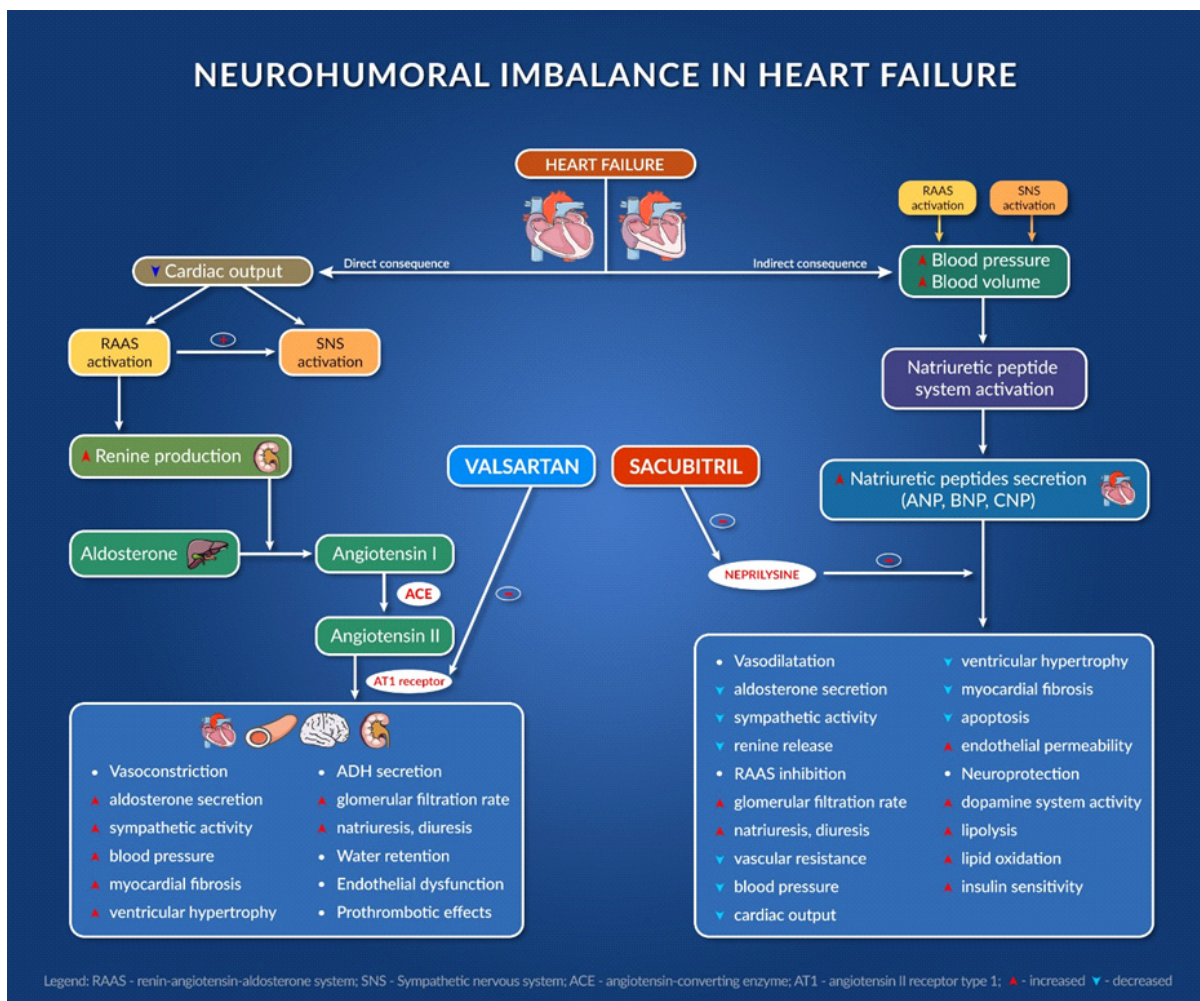 NEUROHUMORAL IMBALANCE IN HEART FAILURE
HEART FAILURE
RAAS
activation
SNS
activation
Direct consequence
Indirect consequence
Cardiac output
Blood pressure
Blood volume
RAAS
activation
+
SNS
activation
Natriuretic peptide
system activation
Renine production
VALSARTAN
SACUBITRIL
Natriuretic peptides secretion
(ANP, BNP, CNP)
-
Aldosterone
Angiotensin I
NEPRILYSINE
-
ACE
-
Angiotensin II
AT1 receptor
• Vasoconstriction
aldosterone secretion
sympathetic activity
blood pressure
myocardial fibrosis
ventricular hypertrophy
• ADH secretion
glomerular filtration rate
natriuresis, diuresis
• Water retention
• Endothelial dysfunction
• Prothrombotic effects
• Vasodilatation
aldosterone secretion
sympathetic activity
renine release
• RAAS inhibition
glomerular filtration rate
natriuresis, diuresis
vascular resistance
blood pressure
cardiac output
ventricular hypertrophy
myocardial fibrosis
apoptosis
endothelial permeability
• Neuroprotection
dopamine system activity
lipolysis
lipid oxidation
insulin sensitivity
Legend: RAAS - renin-angiotensin-aldosterone system; SNS - Sympathetic nervous system; ACE - angiotensin-converting enzyme; AT1 - angiotensin II receptor type 1; - increased - decreased